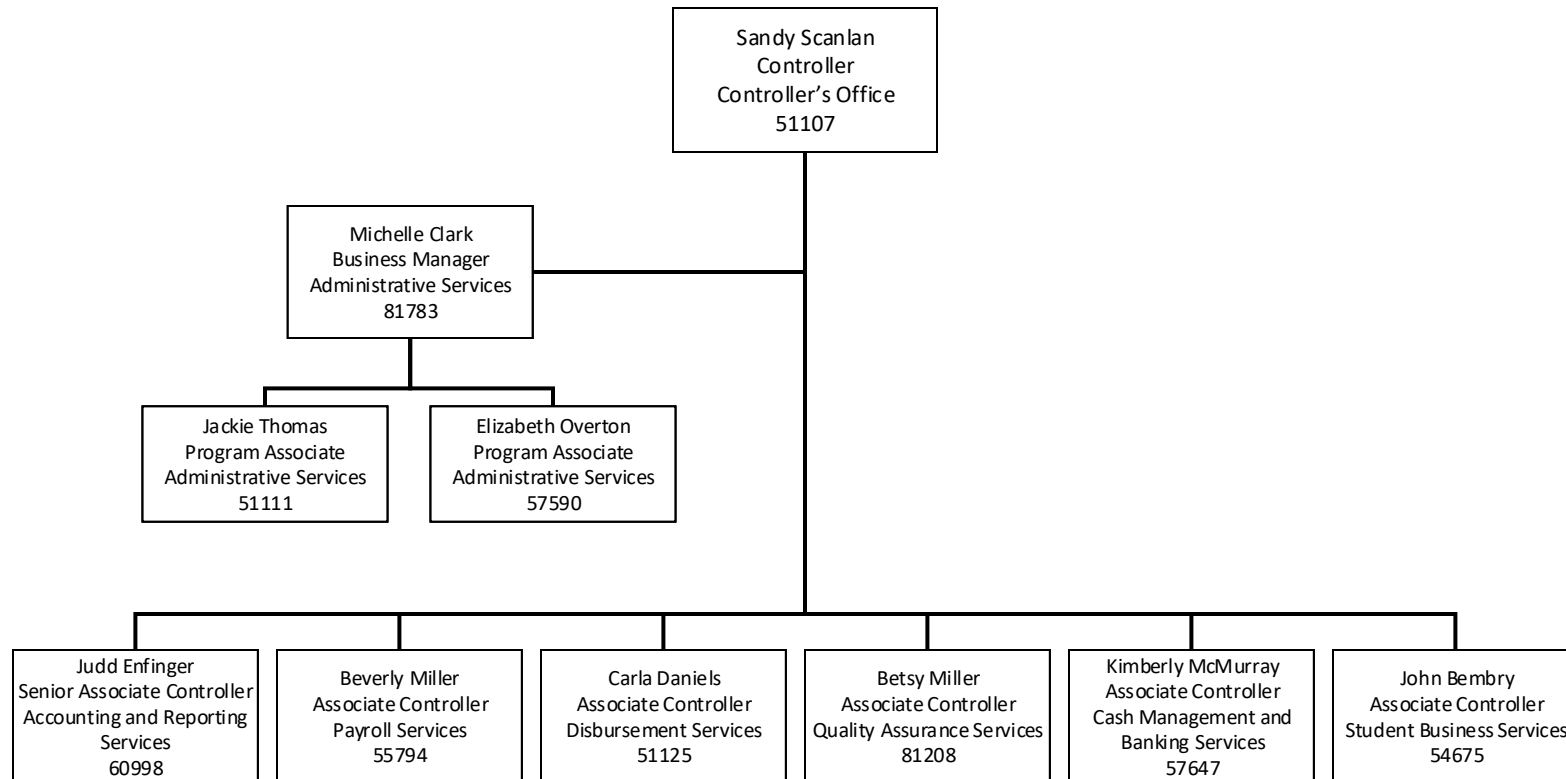 Sandy Scanlan
Controller
Controller’s Office
51107
Michelle Clark
Business Manager
Administrative Services
81783
Jackie Thomas
Program Associate
Administrative Services
51111
Elizabeth Overton
Program Associate
Administrative Services
57590
Judd Enfinger
Senior Associate Controller
Accounting and Reporting
Services
60998
Beverly Miller
Associate Controller
Payroll Services
55794
Carla Daniels
Associate Controller
Disbursement Services
51125
Betsy Miller
Associate Controller
Quality Assurance Services
81208
Kimberly McMurray
Associate Controller
Cash Management and
Banking Services
57647
John Bembry
Associate Controller
Student Business Services
54675